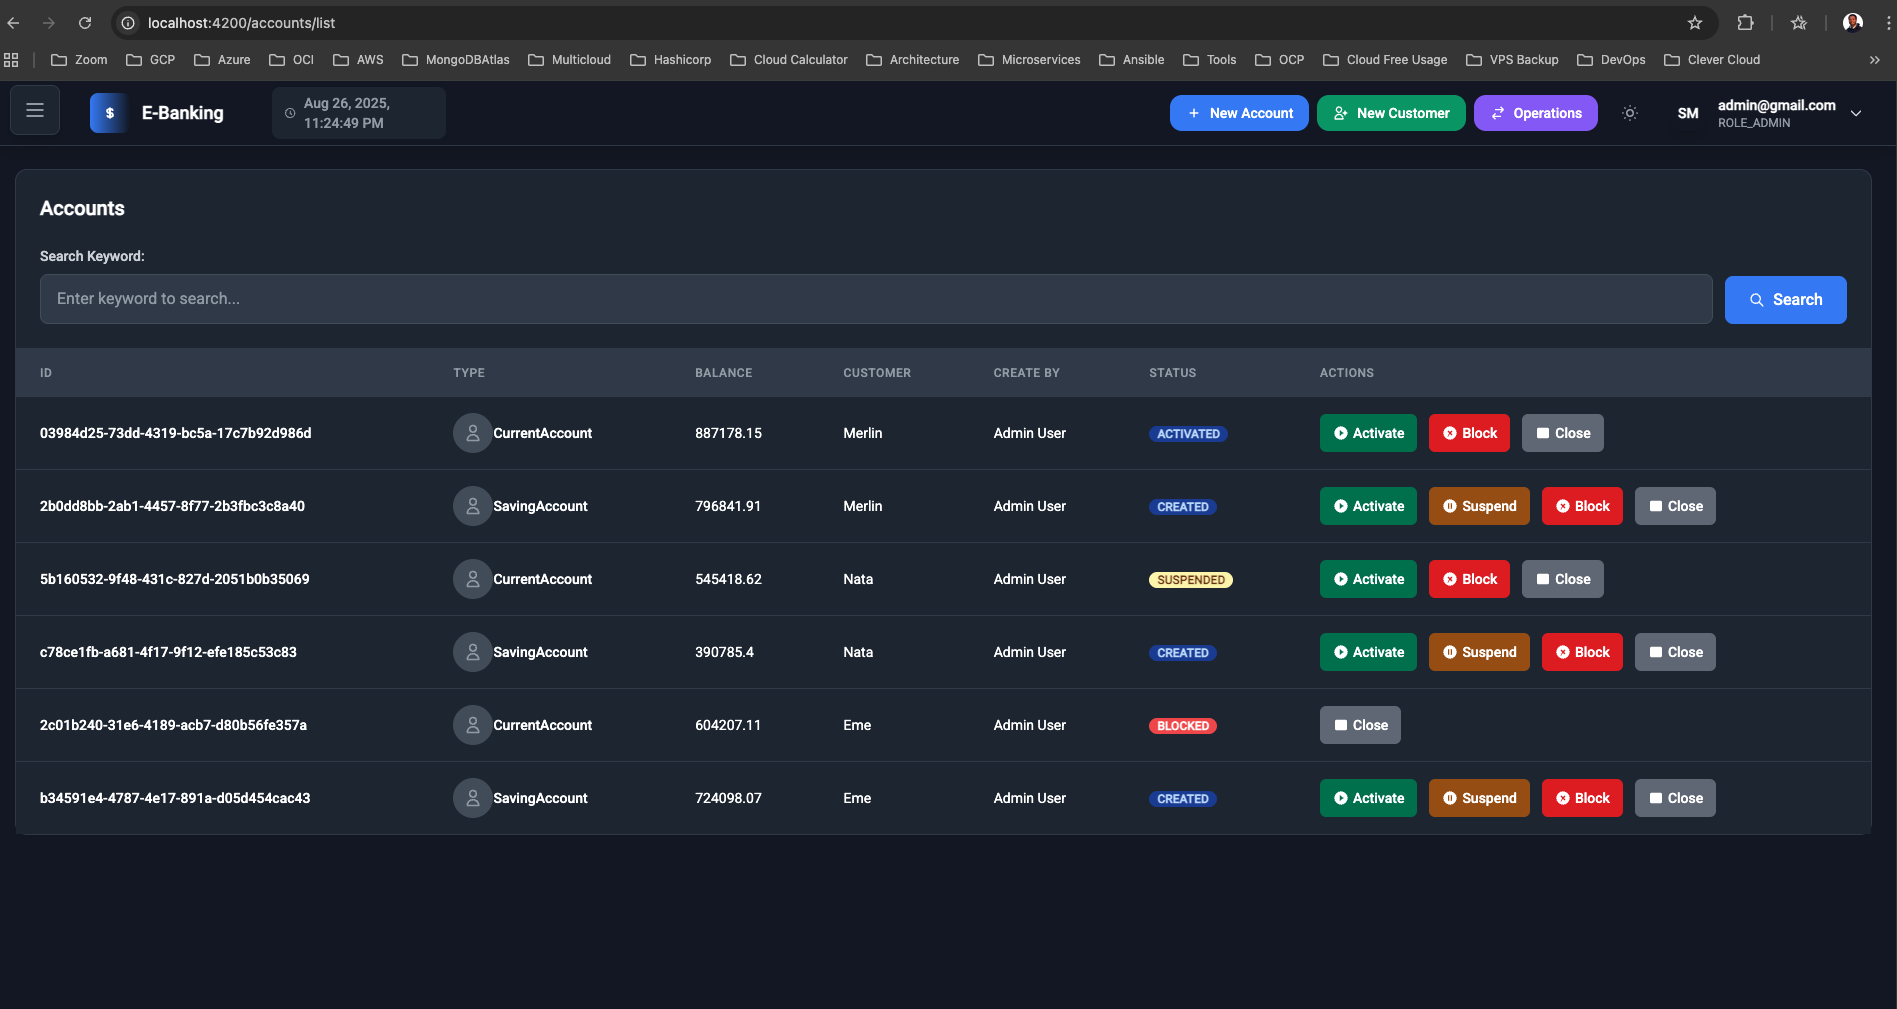 localhost:4200/accounts/list
Zoom GCP Azure OCI AWS MongoDBAtlas Multicloud Hashicorp Cloud Calculator Architecture Microservices Ansible Tools OCP Cloud Free Usage VPS Backup DevOps Clever Cloud
$ E-Banking
Aug 26, 2025,
11:24:49 PM
New Account New Customer Operations
SM admin@gmail.com
ROLE_ADMIN
Accounts
Search Keyword:
Enter keyword to search... Search
ID TYPE BALANCE CUSTOMER CREATE BY STATUS ACTIONS
03984d25-73dd-4319-bc5a-17c7b92d986d CurrentAccount 887178.15 Merlin Admin User ACTIVATED Activate Block Close
2b0dd8bb-2ab1-4457-8f77-2b3fbc3c8a40 SavingAccount 796841.91 Merlin Admin User CREATED Activate Suspend Block Close
5b160532-9f48-431c-827d-2051b0b35069 CurrentAccount 545418.62 Nata Admin User SUSPENDED Activate Block Close
c78ce1fb-a681-4f17-9f12-efe185c53c83 SavingAccount 390785.4 Nata Admin User CREATED Activate Suspend Block Close
2c01b240-31e6-4189-acb7-d80b56fe357a CurrentAccount 604207.11 Eme Admin User BLOCKED Close
b34591e4-4787-4e17-891a-d05d454cac43 SavingAccount 724098.07 Eme Admin User CREATED Activate Suspend Block Close